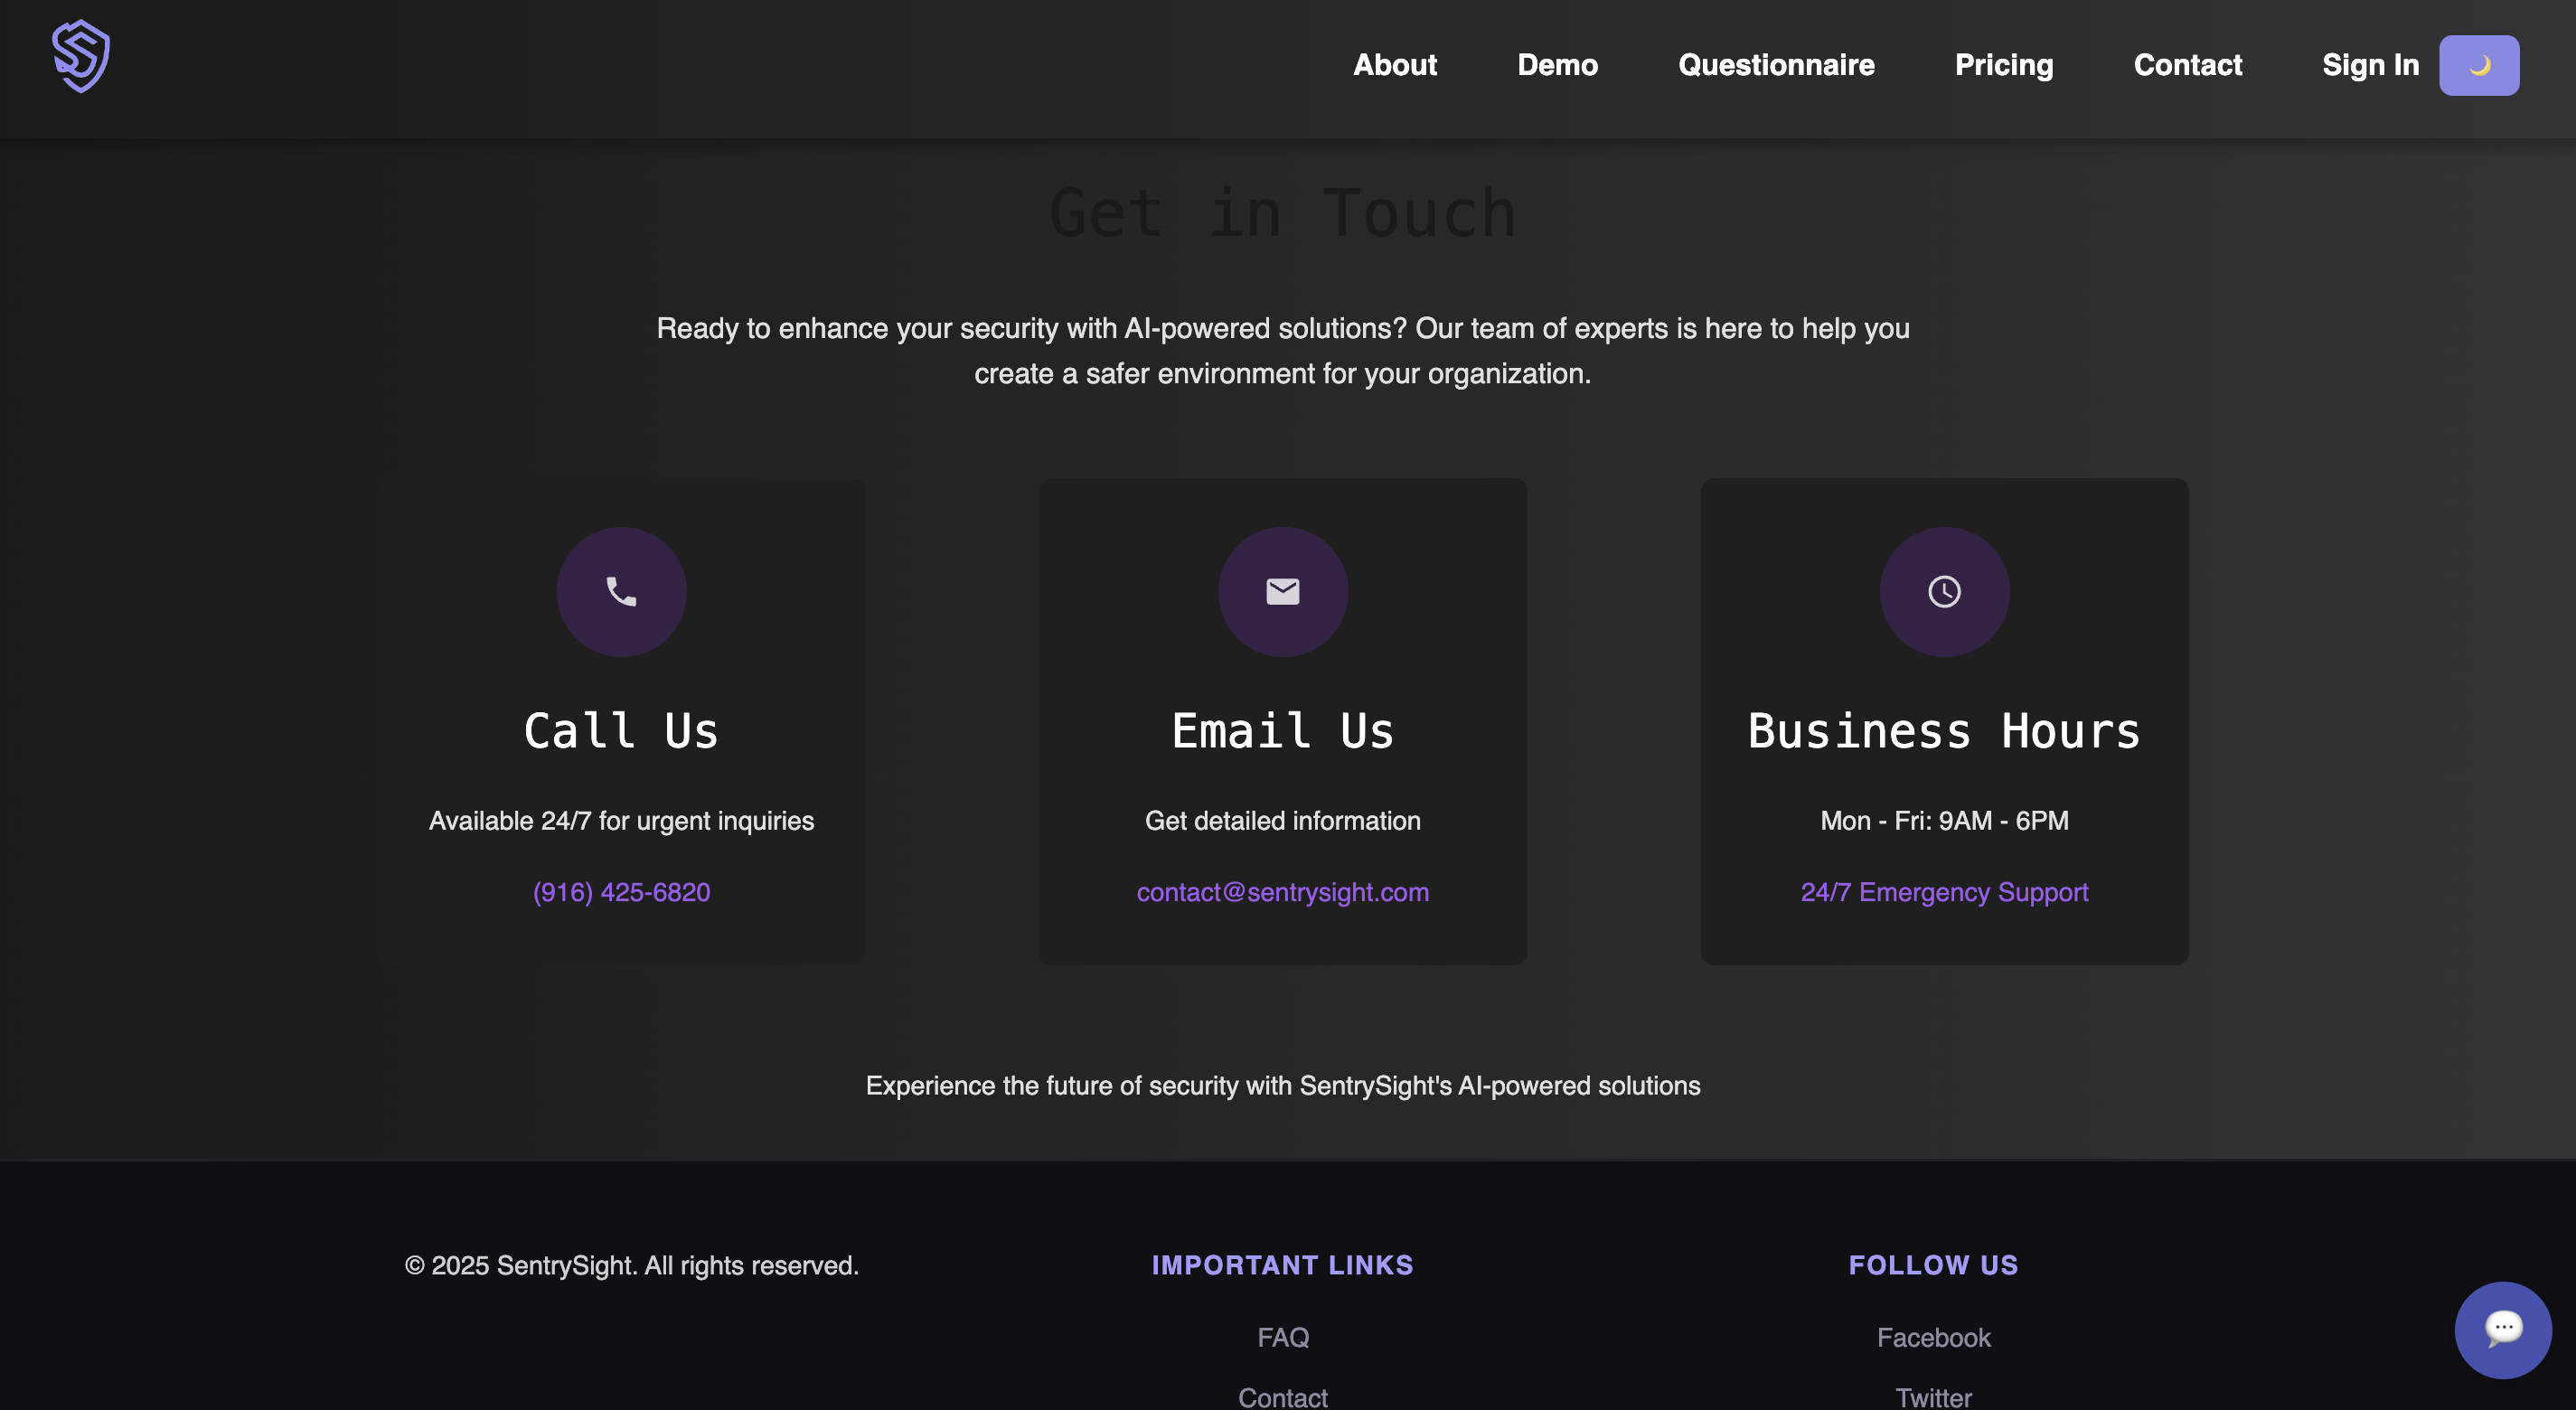 About Demo Questionnaire Pricing Contact Sign In
Get in Touch
Ready to enhance your security with AI-powered solutions? Our team of experts is here to help you
create a safer environment for your organization.
Call Us
Available 24/7 for urgent inquiries
(916) 425-6820
Email Us
Get detailed information
contact@sentrysight.com
Business Hours
Mon - Fri: 9AM - 6PM
24/7 Emergency Support
Experience the future of security with SentrySight's AI-powered solutions
© 2025 SentrySight. All rights reserved.
IMPORTANT LINKS
FAQ
Contact
FOLLOW US
Facebook
Twitter